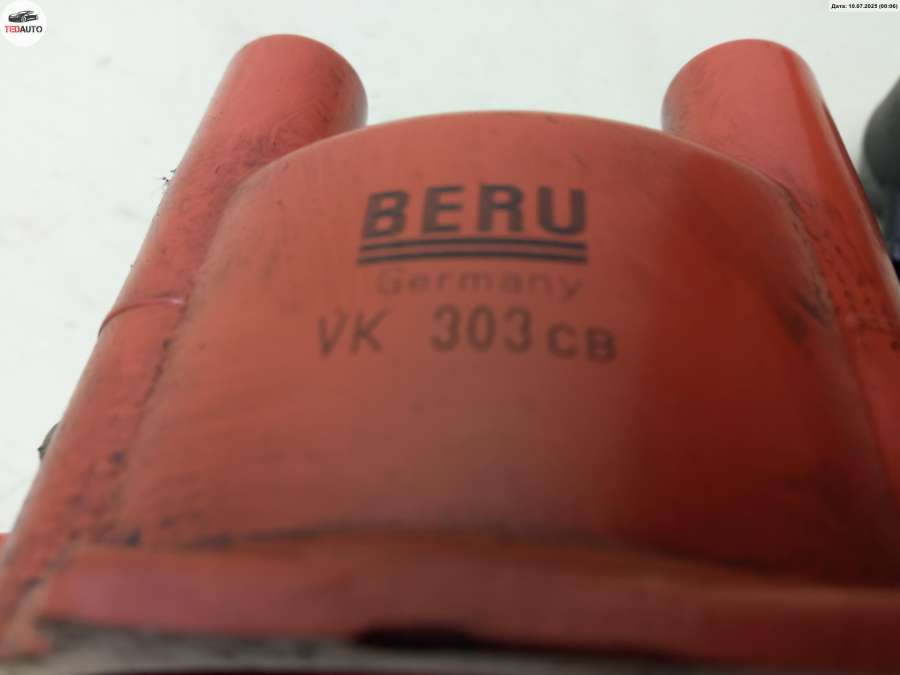 TEDAUTO
Дата: 10.07.2025 (00:06)
BERU
Germany
VK 303 CB